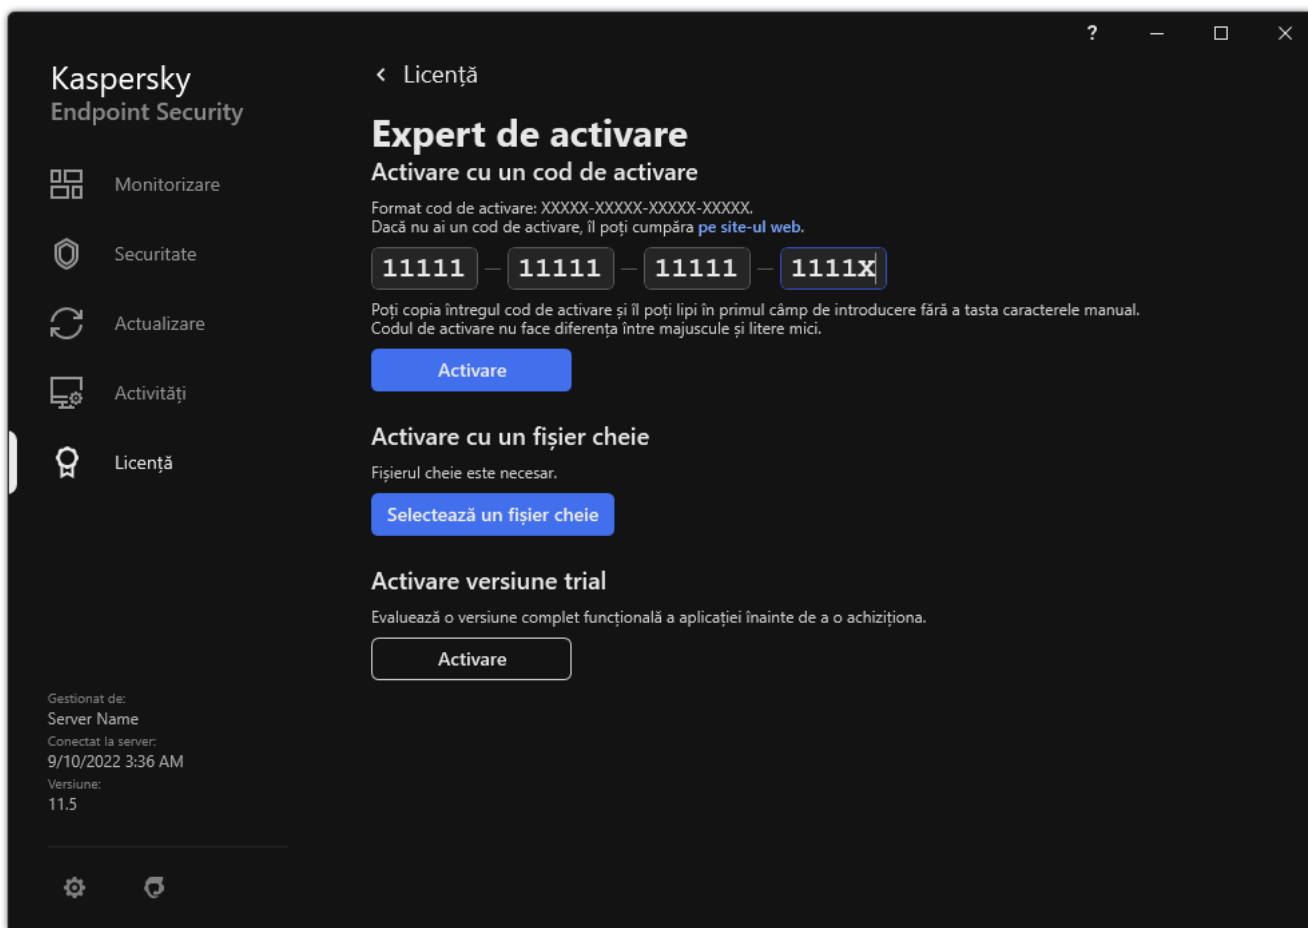 ?
Kaspersky
Endpoint Security
Monitorizare
Securitate
Actualizare
Activități
Licență
Gestionat de:
Server Name
Conectat la server:
9/10/2022 3:36 AM
Versiune:
11.5
Licență
Expert de activare
Activare cu un cod de activare
Format cod de activare: XXXXX-XXXXX-XXXXX-XXXXX.
Dacă nu ai un cod de activare, îl poți cumpăra pe site-ul web.
11111 — 11111 — 11111 — 1111X
Poți copia întregul cod de activare și îl poți lipi în primul câmp de introducere fără a tasta caracterele manual.
Codul de activare nu face diferența între majuscule și litere mici.
Activare
Activare cu un fișier cheie
Fișierul cheie este necesar.
Selectează un fișier cheie
Activare versiune trial
Evaluează o versiune complet funcțională a aplicației înainte de a o achiziționa.
Activare